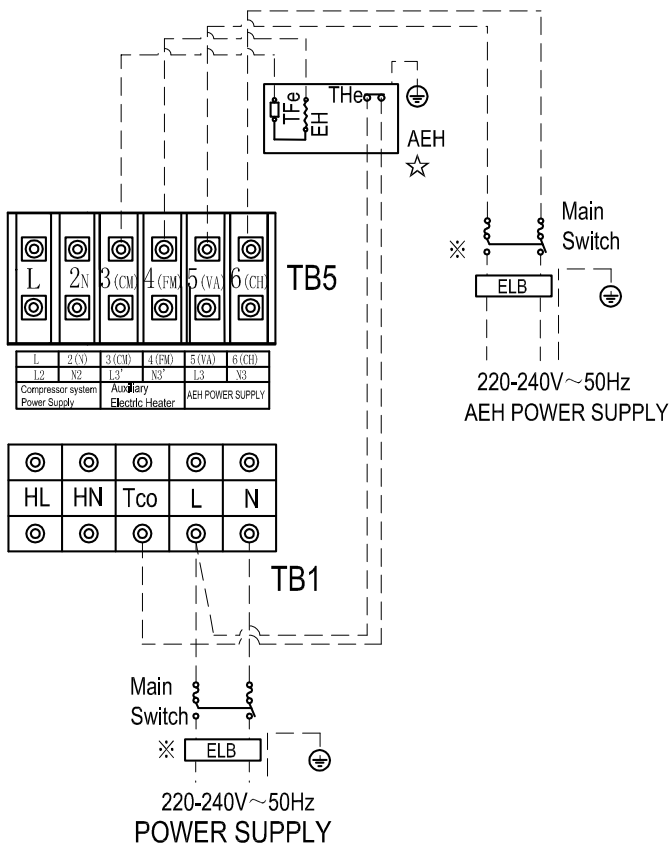 TFe
EH
THe
AEH
☆
Main
Switch
※
ELB
220-240V～50Hz
AEH POWER SUPPLY
L 2N 3(CM) 4(FM) 5(VA) 6(CH)
TB5
L 2(N) 3(CM) 4(FM) 5(VA) 6(CH)
L2 N2 L3' N3' L3 N3
Compressor system
Power Supply
Auxiliary
Electric Heater
AEH POWER SUPPLY
HL HN Tco L N
TB1
Main
Switch
※ ELB
220-240V～50Hz
POWER SUPPLY